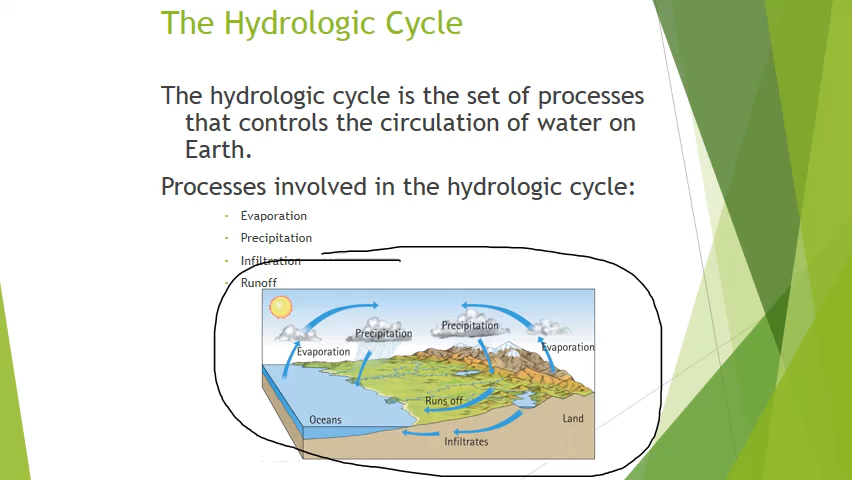 The Hydrologic Cycle
The hydrologic cycle is the set of processes
that controls the circulation of water on
Earth.
Processes involved in the hydrologic cycle:
Evaporation
Precipitation
Infiltration
Runoff
Precipitation
Precipitation
Evaporation
Evaporation
Runs off
Oceans
Land
Infiltrates